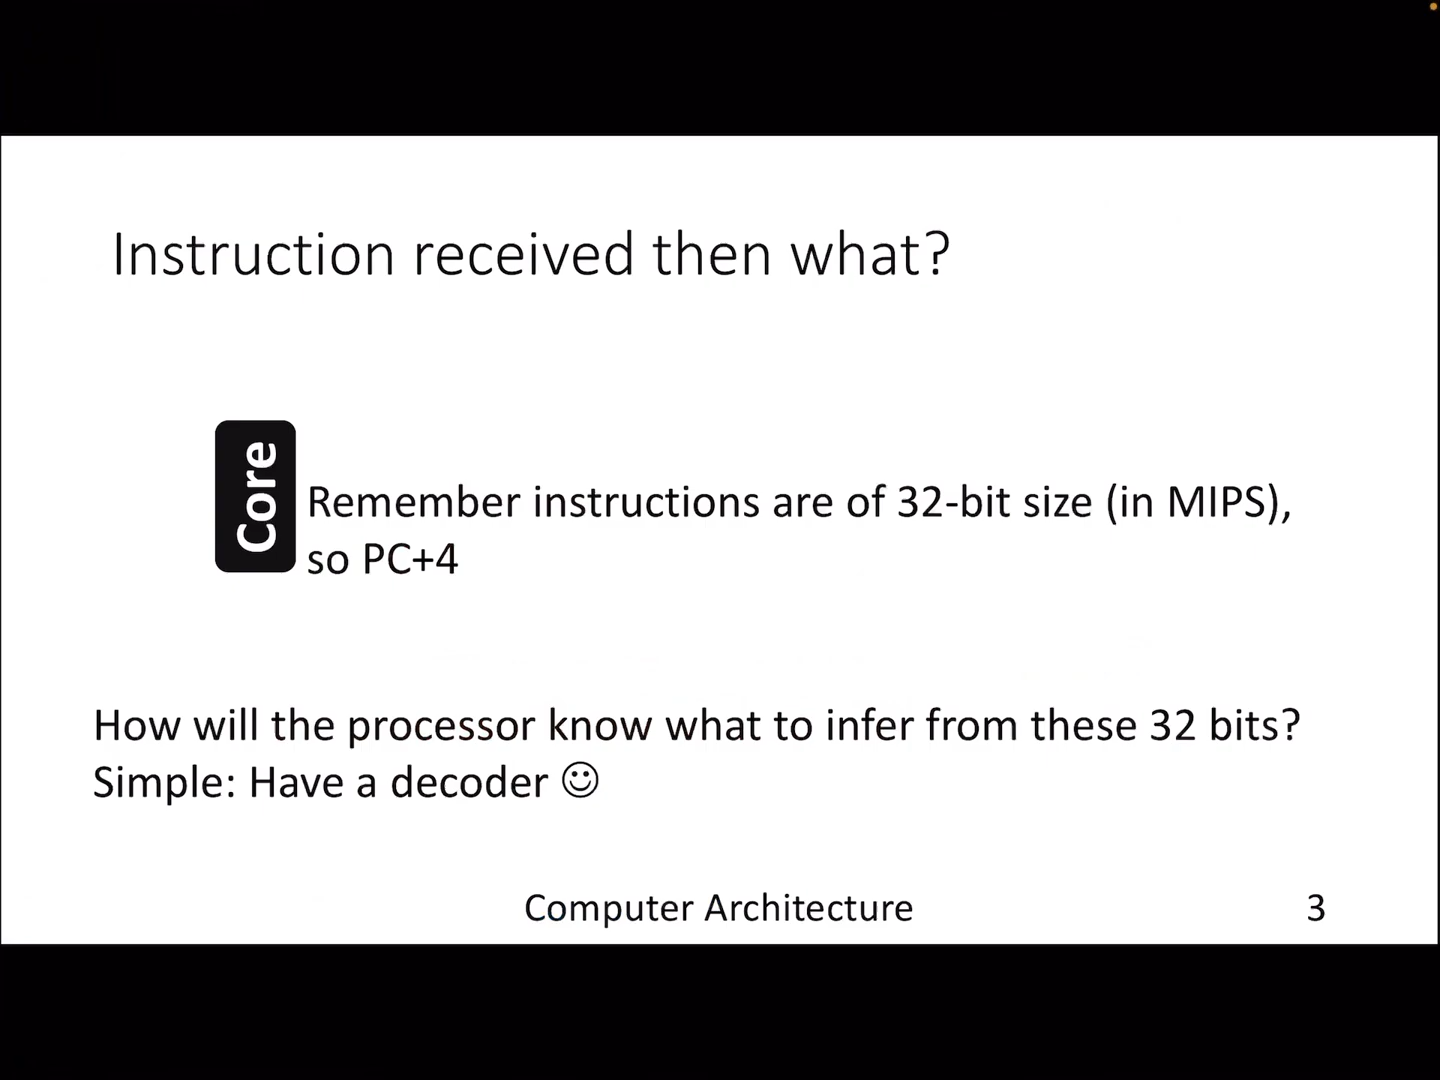 Instruction received then what?
Core
Remember instructions are of 32-bit size (in MIPS),
so PC+4
How will the processor know what to infer from these 32 bits?
Simple: Have a decoder ☺
Computer Architecture
3